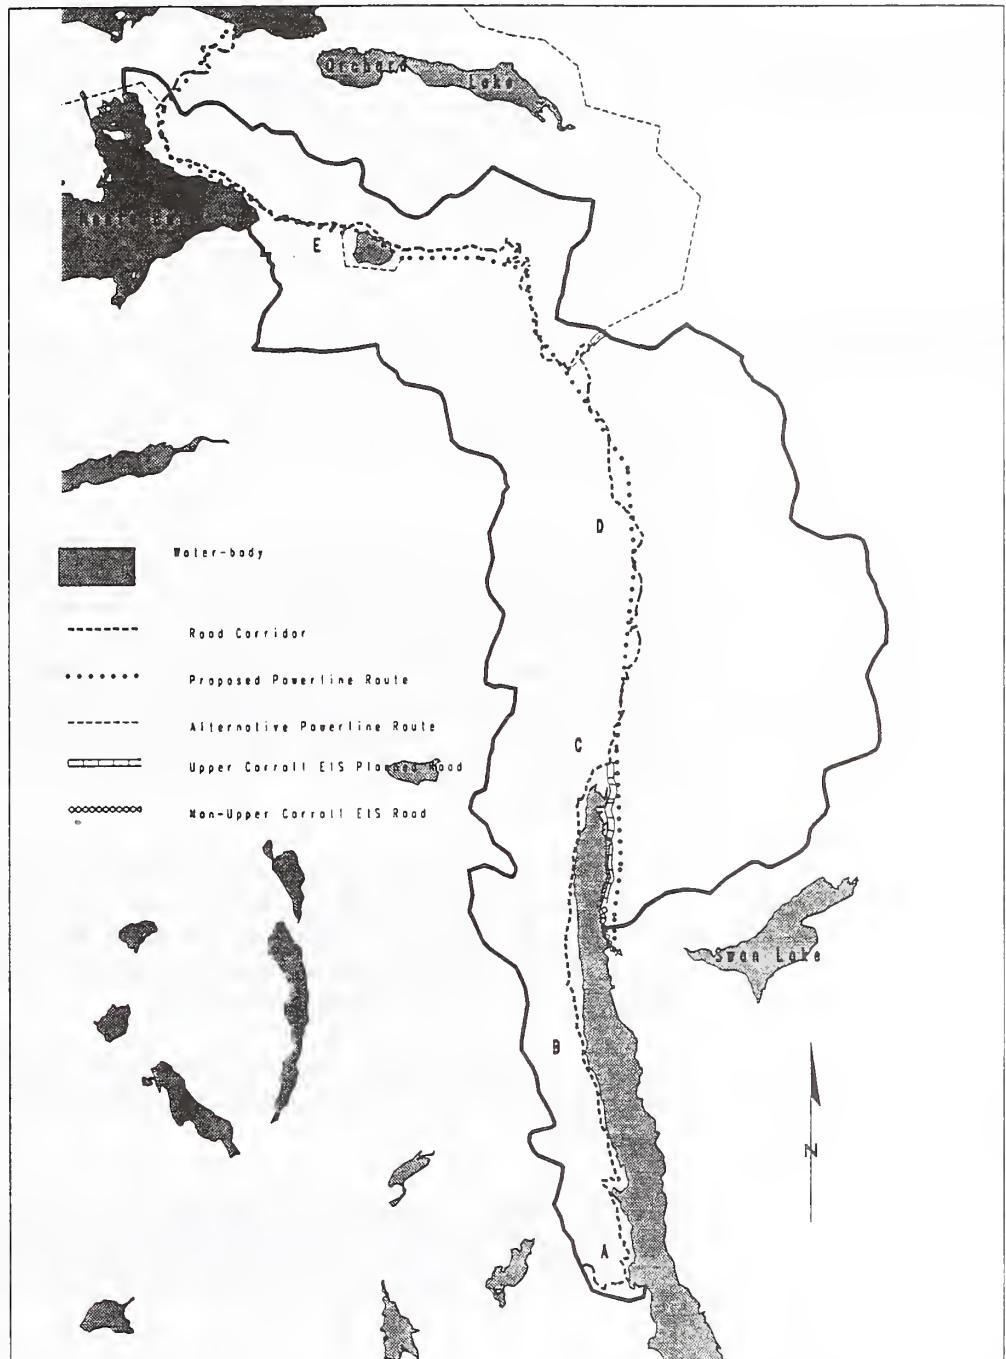 Orchard Lake
E
D
Water-body
Road Corridor
Proposed Powerline Route
Alternative Powerline Route
C
Upper Carroll EIS Planned Road
Non-Upper Carroll EIS Road
Swan Lake
B
N
A